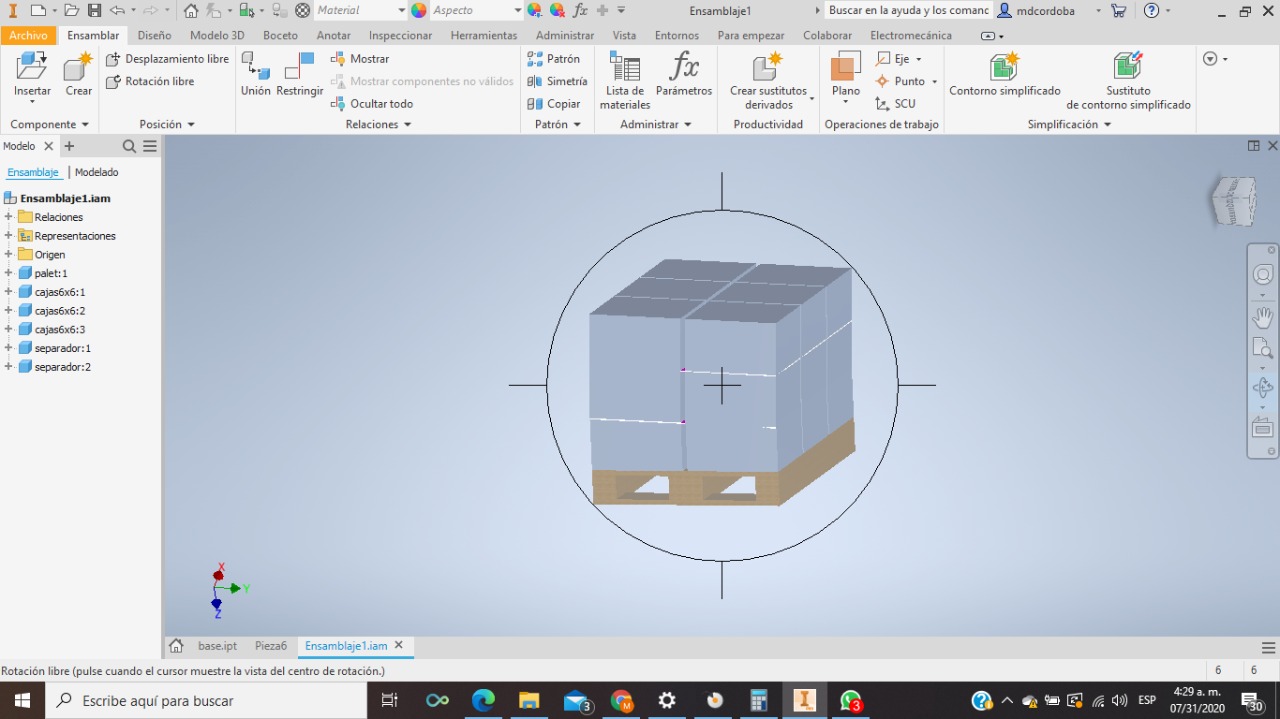 Material
Aspecto
Ensamblaje1
Buscar en la ayuda y los comanc
mdcordoba
Archivo
Ensamblar
Diseño
Modelo 3D
Boceto
Anotar
Inspeccionar
Herramientas
Administrar
Vista
Entornos
Para empezar
Colaborar
Electromecánica
Insertar
Crear
Desplazamiento libre
Rotación libre
Unión
Restringir
Mostrar
Mostrar componentes no válidos
Ocultar todo
Patrón
Simetría
Copiar
Lista de
materiales
Parámetros
Crear sustitutos
derivados
Plano
Eje
Punto
SCU
Contorno simplificado
Sustituto
de contorno simplificado
Componente
Posición
Relaciones
Patrón
Administrar
Productividad
Operaciones de trabajo
Simplificación
Modelo
Ensamblaje
Modelado
Ensamblaje1.iam
Relaciones
Representaciones
Origen
palet:1
cajas6x6:1
cajas6x6:2
cajas6x6:3
separador:1
separador:2
X
Y
Z
base.ipt
Pieza6
Ensamblaje1.iam
Rotación libre (pulse cuando el cursor muestre la vista del centro de rotación.)
6
6
Escribe aquí para buscar
3
M
3
ESP
4:29 a. m.
07/31/2020
30